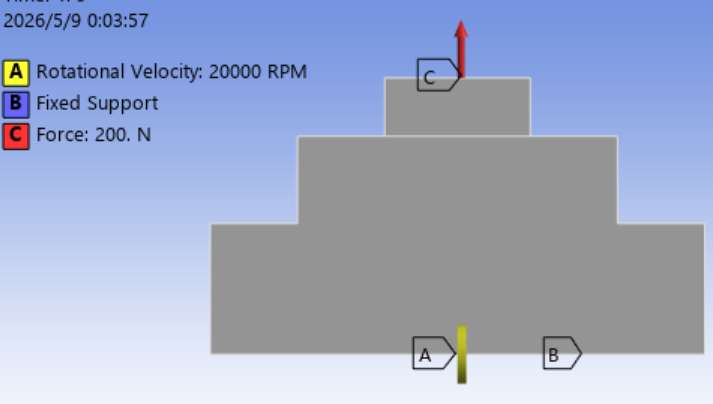 2026/5/9 0:03:57
A Rotational Velocity: 20000 RPM
B Fixed Support
C Force: 200. N
C
A
B